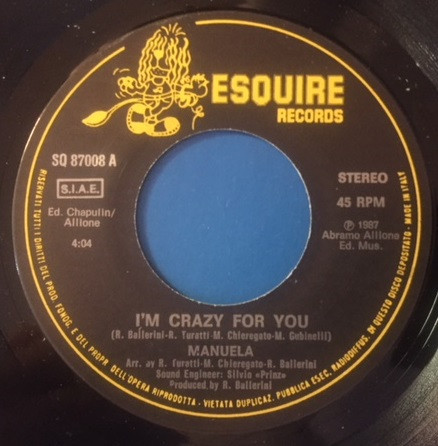 ESQUIRE
RECORDS
SQ 87008 A
S.I.A.E.
Ed. Chapulin/
Allione
4:04
STEREO
45 RPM
℗ 1987
Abramo Allione
Ed. Mus.
I'M CRAZY FOR YOU
(R. Ballerini-R. Turatti-M. Chieregato-M. Gubinelli)
MANUELA
Arr. by R. Turatti-M. Chieregato-R. Ballerini
Sound Engineer: Silvio «Prinz»
Produced by R. Ballerini
RISERVATI TUTTI I DIRITTI DEL PROD. FONOG. E DEL PROPR. DELL'OPERA RIPRODOTTA - VIETATA DUPLICAZ. PUBBLICA ESEC. RADIODIFFUS. DI QUESTO DISCO DEPOSITATO - MADE IN ITALY